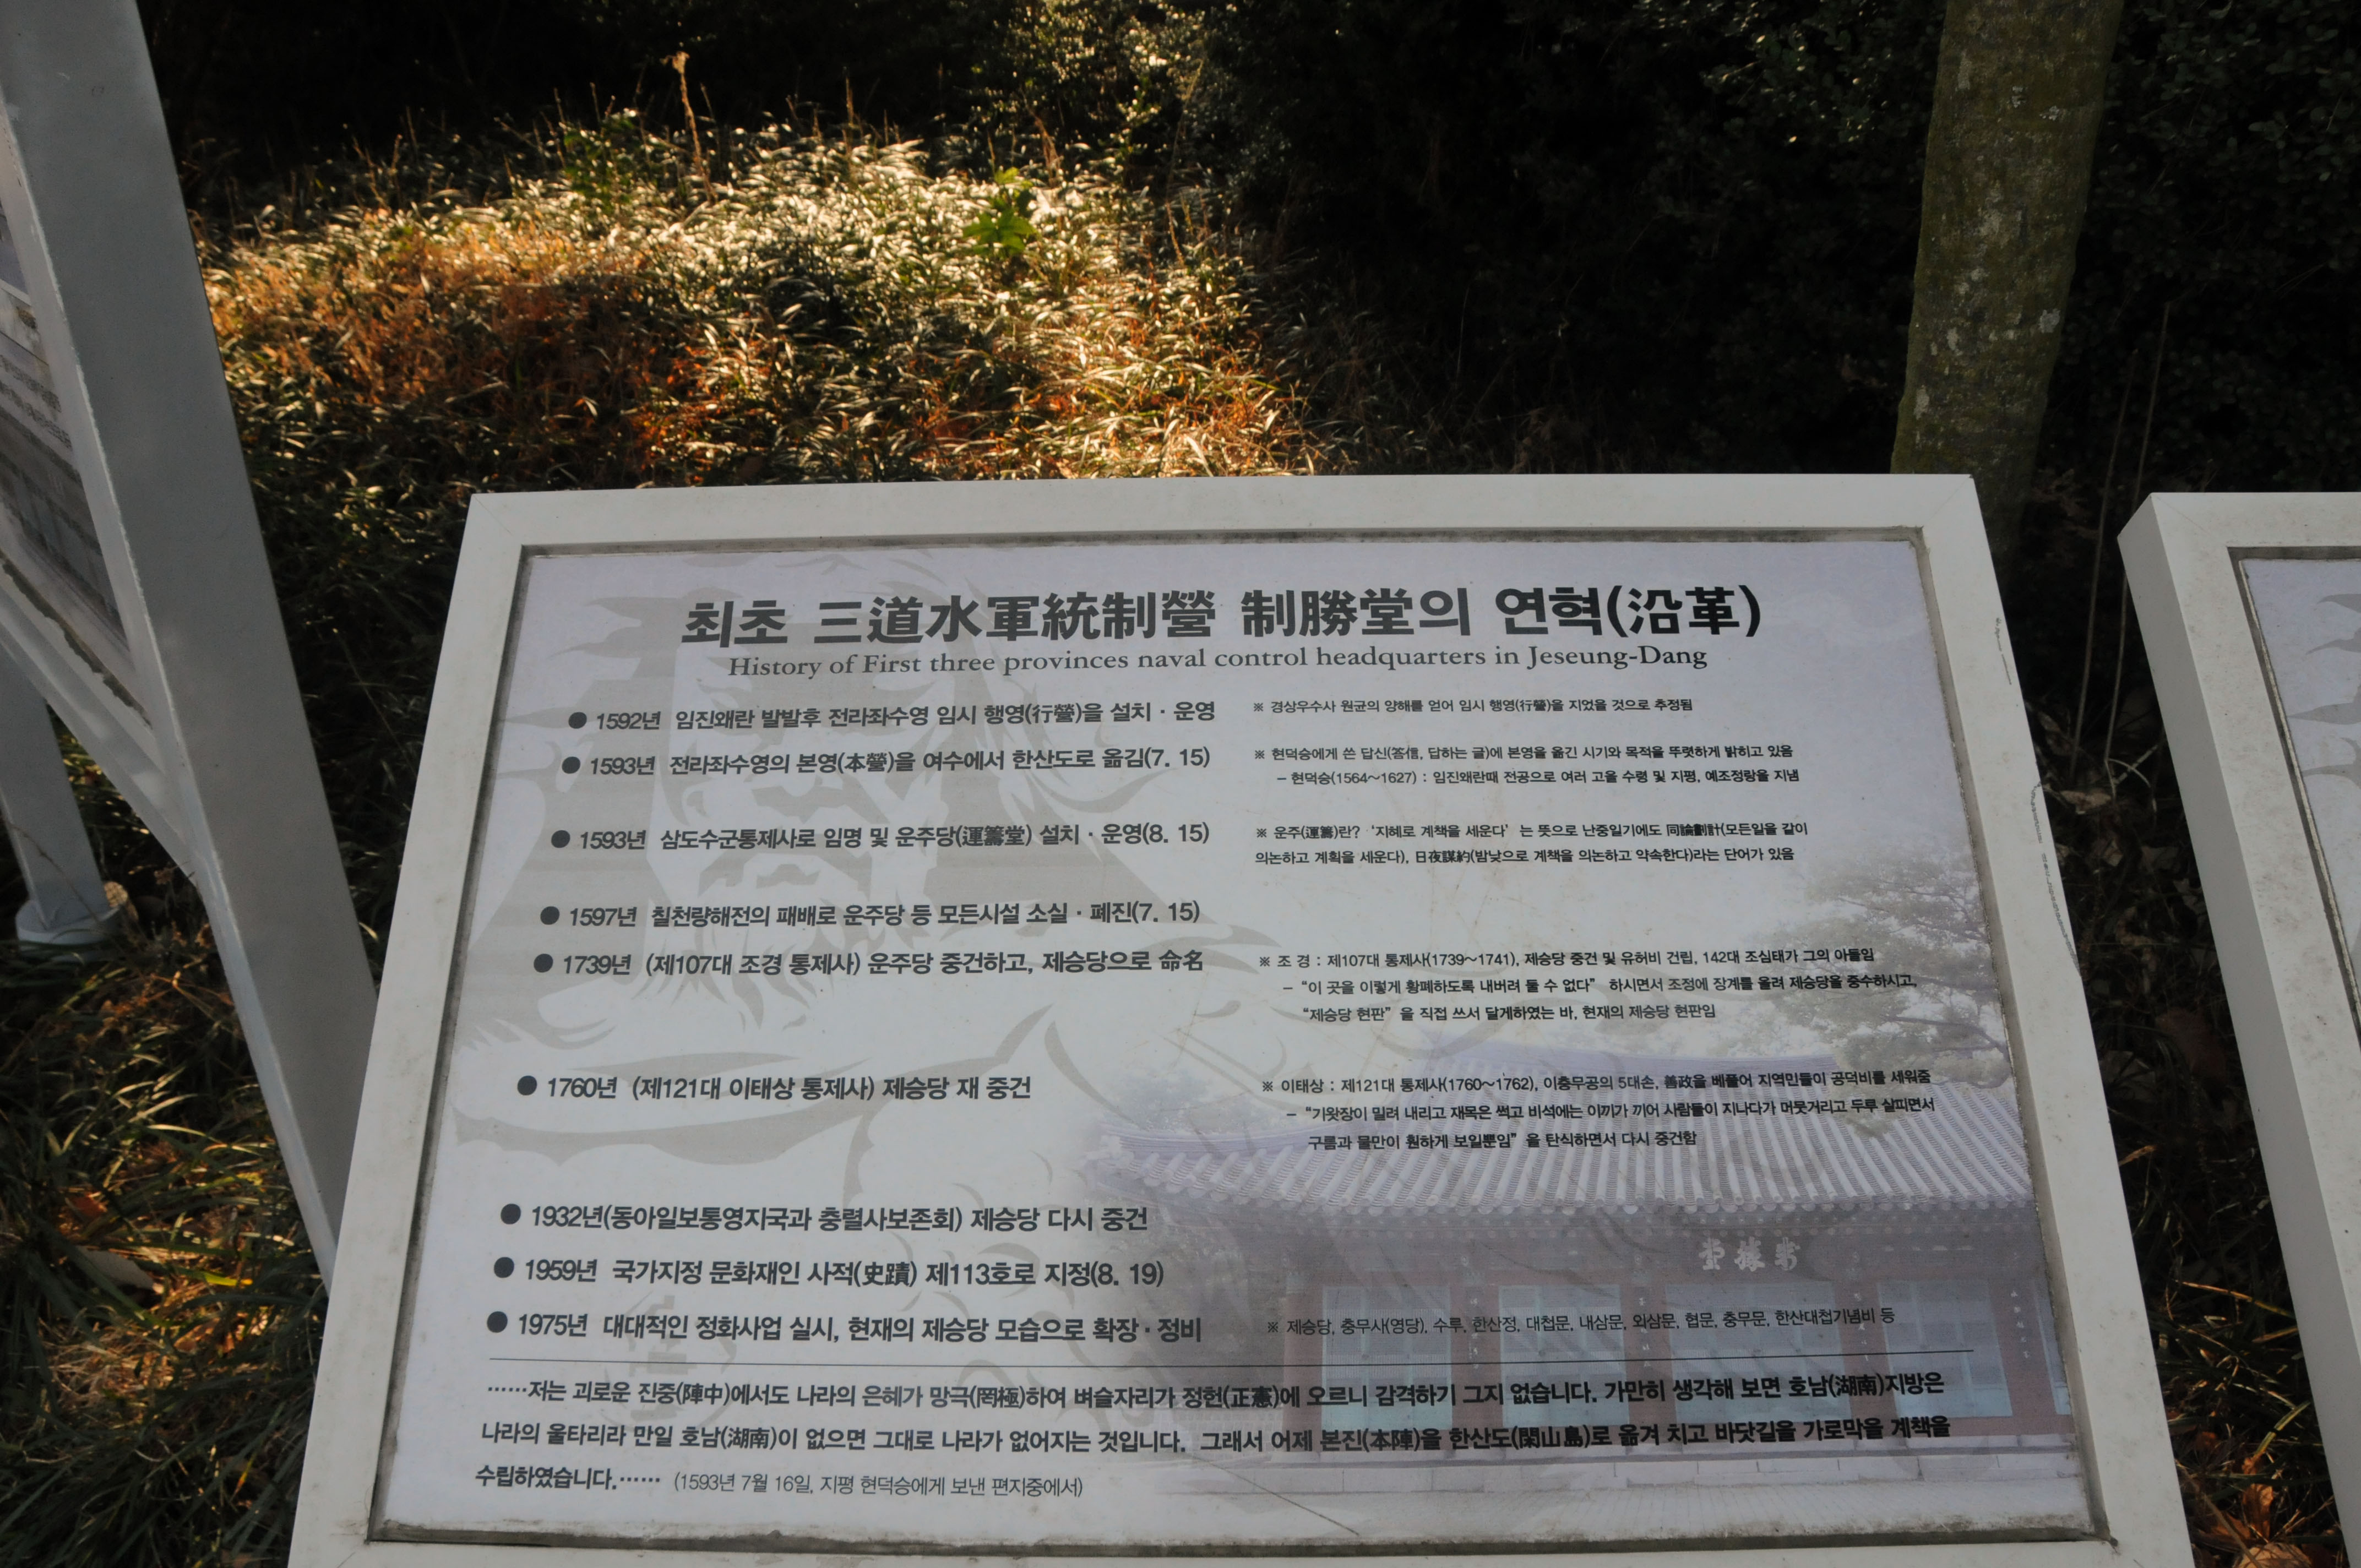 최초 三道水軍統制營 制勝堂의 연혁(沿革)
History of First three provinces naval control headquarters in Jeseung-Dang
● 1592년 임진왜란 발발후 전라좌수영 임시 행영(行營)을 설치 · 운영
※ 경상우수사 원균의 양해를 얻어 임시 행영(行營)을 지었을 것으로 추정됨
● 1593년 전라좌수영의 본영(本營)을 여수에서 한산도로 옮김(7. 15)
※ 현덕승에게 쓴 답신(答信, 답하는 글)에 본영을 옮긴 시기와 목적을 뚜렷하게 밝히고 있음
– 현덕승(1564~1627) : 임진왜란때 전공으로 여러 고을 수령 및 지평, 예조정랑을 지냄
● 1593년 삼도수군통제사로 임명 및 운주당(運籌堂) 설치 · 운영(8. 15)
※ 운주(運籌)란? ‘지혜로 계책을 세운다’ 는 뜻으로 난중일기에도 同論劃計(모든일을 같이
의논하고 계획을 세운다), 日夜謀約(밤낮으로 계책을 의논하고 약속한다)라는 단어가 있음
● 1597년 칠천량해전의 패배로 운주당 등 모든시설 소실 · 폐진(7. 15)
● 1739년 (제107대 조경 통제사) 운주당 중건하고, 제승당으로 命名
※ 조 경 : 제107대 통제사(1739~1741), 제승당 중건 및 유허비 건립, 142대 조심태가 그의 아들임
– “이 곳을 이렇게 황폐하도록 내버려 둘 수 없다” 하시면서 조정에 장계를 올려 제승당을 중수하시고,
“제승당 현판” 을 직접 쓰서 달게하였는 바, 현재의 제승당 현판임
● 1760년 (제121대 이태상 통제사) 제승당 재 중건
※ 이태상 : 제121대 통제사(1760~1762), 이충무공의 5대손, 善政을 베풀어 지역민들이 공덕비를 세워줌
– “기왓장이 밀려 내리고 재목은 썩고 비석에는 이끼가 끼어 사람들이 지나다가 머뭇거리고 두루 살피면서
구름과 물만이 훤하게 보일뿐임” 을 탄식하면서 다시 중건함
● 1932년(동아일보통영지국과 충렬사보존회) 제승당 다시 중건
● 1959년 국가지정 문화재인 사적(史蹟) 제113호로 지정(8. 19)
● 1975년 대대적인 정화사업 실시, 현재의 제승당 모습으로 확장 · 정비
※ 제승당, 충무사(영당), 수루, 한산정, 대첩문, 내삼문, 외삼문, 협문, 충무문, 한산대첩기념비 등
⋯⋯저는 괴로운 진중(陣中)에서도 나라의 은혜가 망극(罔極)하여 벼슬자리가 정헌(正憲)에 오르니 감격하기 그지 없습니다. 가만히 생각해 보면 호남(湖南)지방은
나라의 울타리라 만일 호남(湖南)이 없으면 그대로 나라가 없어지는 것입니다. 그래서 어제 본진(本陣)을 한산도(閑山島)로 옮겨 치고 바닷길을 가로막을 계책을
수립하였습니다.⋯⋯ (1593년 7월 16일, 지평 현덕승에게 보낸 편지중에서)